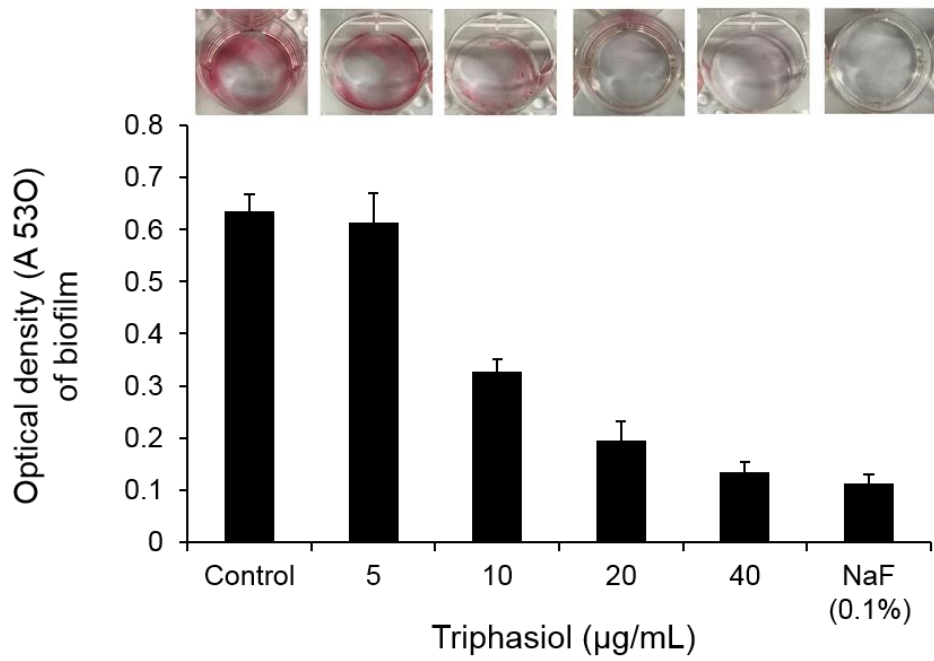 0.8
0.7
0.6
0.5
0.4
0.3
0.2
0.1
0
Optical density (A 53O)
of biofilm
Control 5 10 20 40 NaF
(0.1%)
Triphasiol (μg/mL)